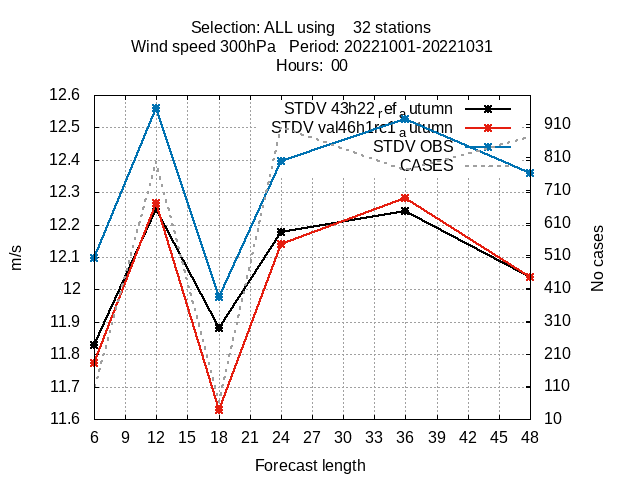 Selection: ALL using    32 stations
Wind speed 300hPa   Period: 20221001-20221031
Hours:  00
STDV 43h22_ref_autumn
STDV val46h1rc1_autumn
STDV OBS
CASES
m/s
12.6
12.5
12.4
12.3
12.2
12.1
12
11.9
11.8
11.7
11.6
910
810
710
610
510
410
310
210
110
10
No cases
6 9 12 15 18 21 24 27 30 33 36 39 42 45 48
Forecast length